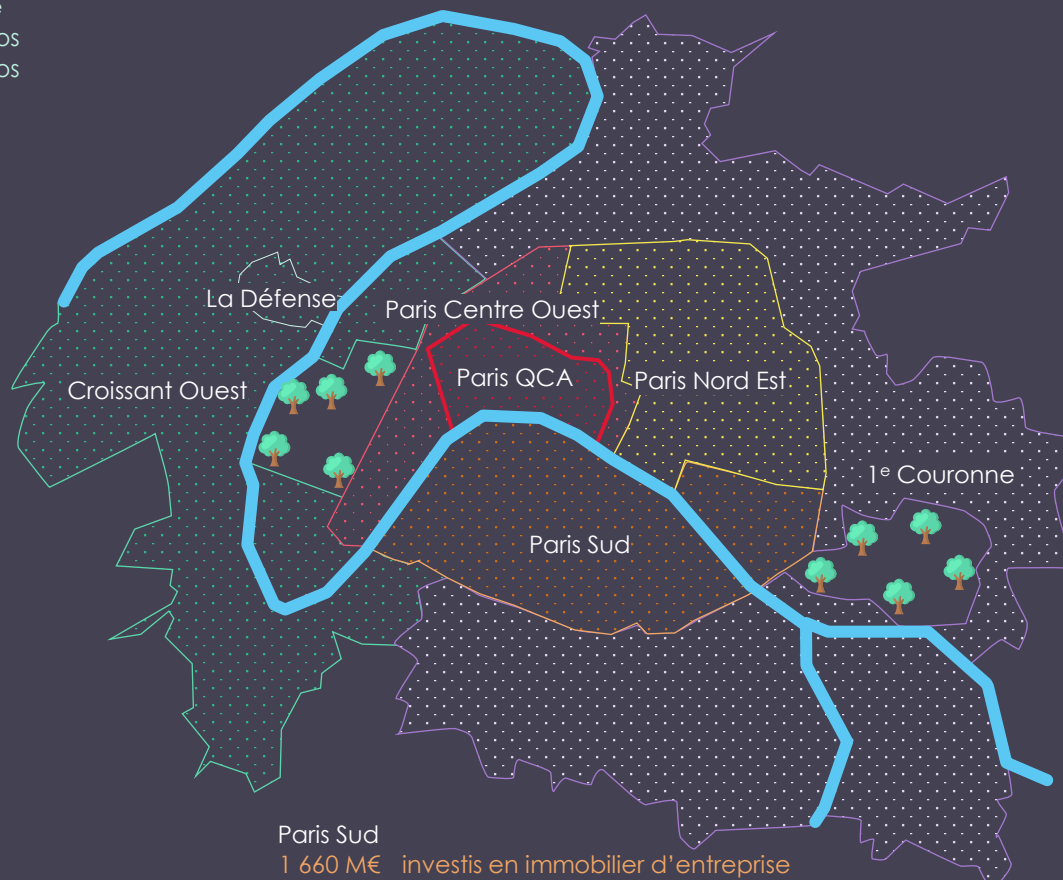 La Défense
Paris Centre Ouest
Croissant Ouest
Paris QCA
Paris Nord Est
1e Couronne
Paris Sud
Paris Sud
1 660 M€ investis en immobilier d'entreprise